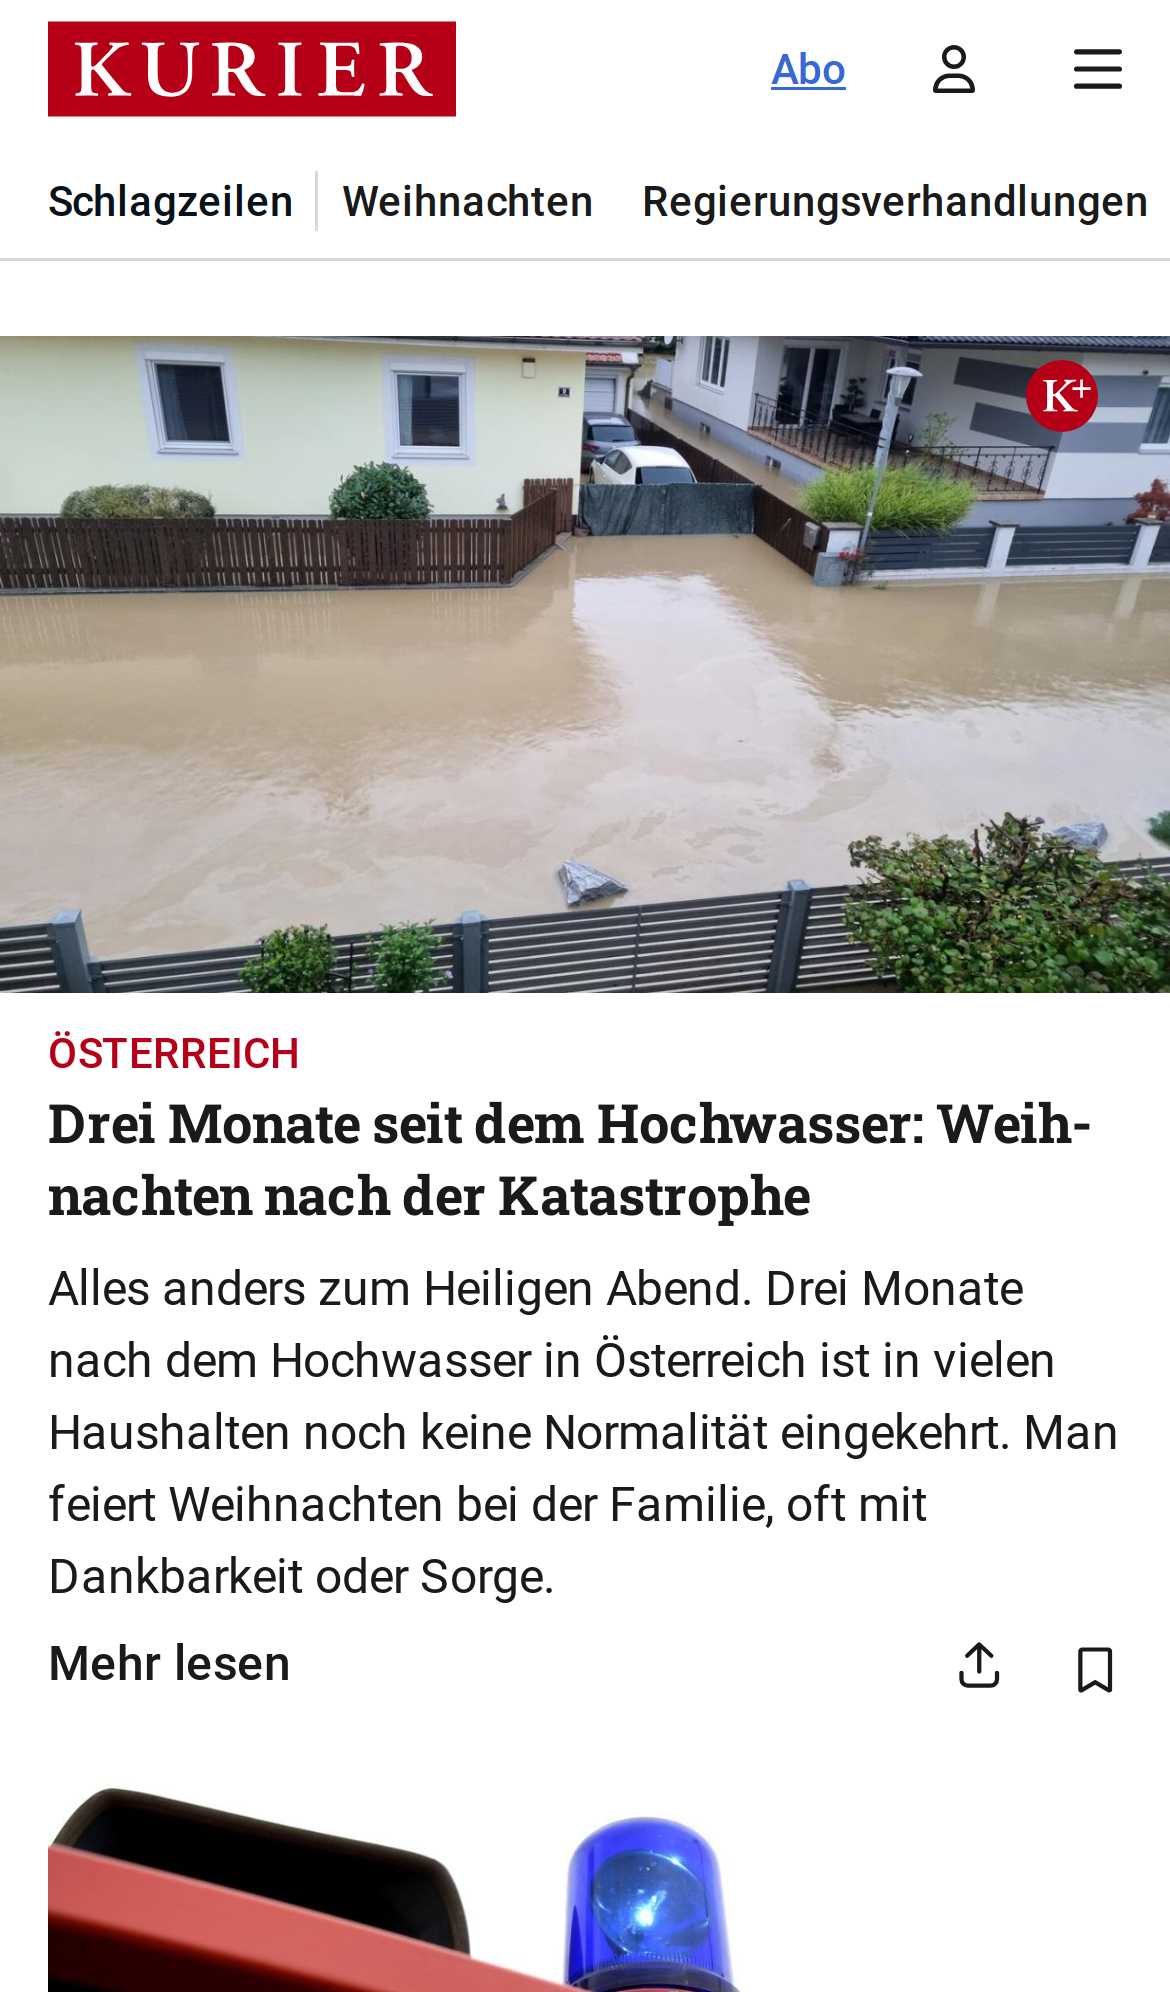 KURIER
Abo
Schlagzeilen
Weihnachten
Regierungsverhandlungen
K+
ÖSTERREICH
Drei Monate seit dem Hochwasser: Weih-
nachten nach der Katastrophe
Alles anders zum Heiligen Abend. Drei Monate
nach dem Hochwasser in Österreich ist in vielen
Haushalten noch keine Normalität eingekehrt. Man
feiert Weihnachten bei der Familie, oft mit
Dankbarkeit oder Sorge.
Mehr lesen